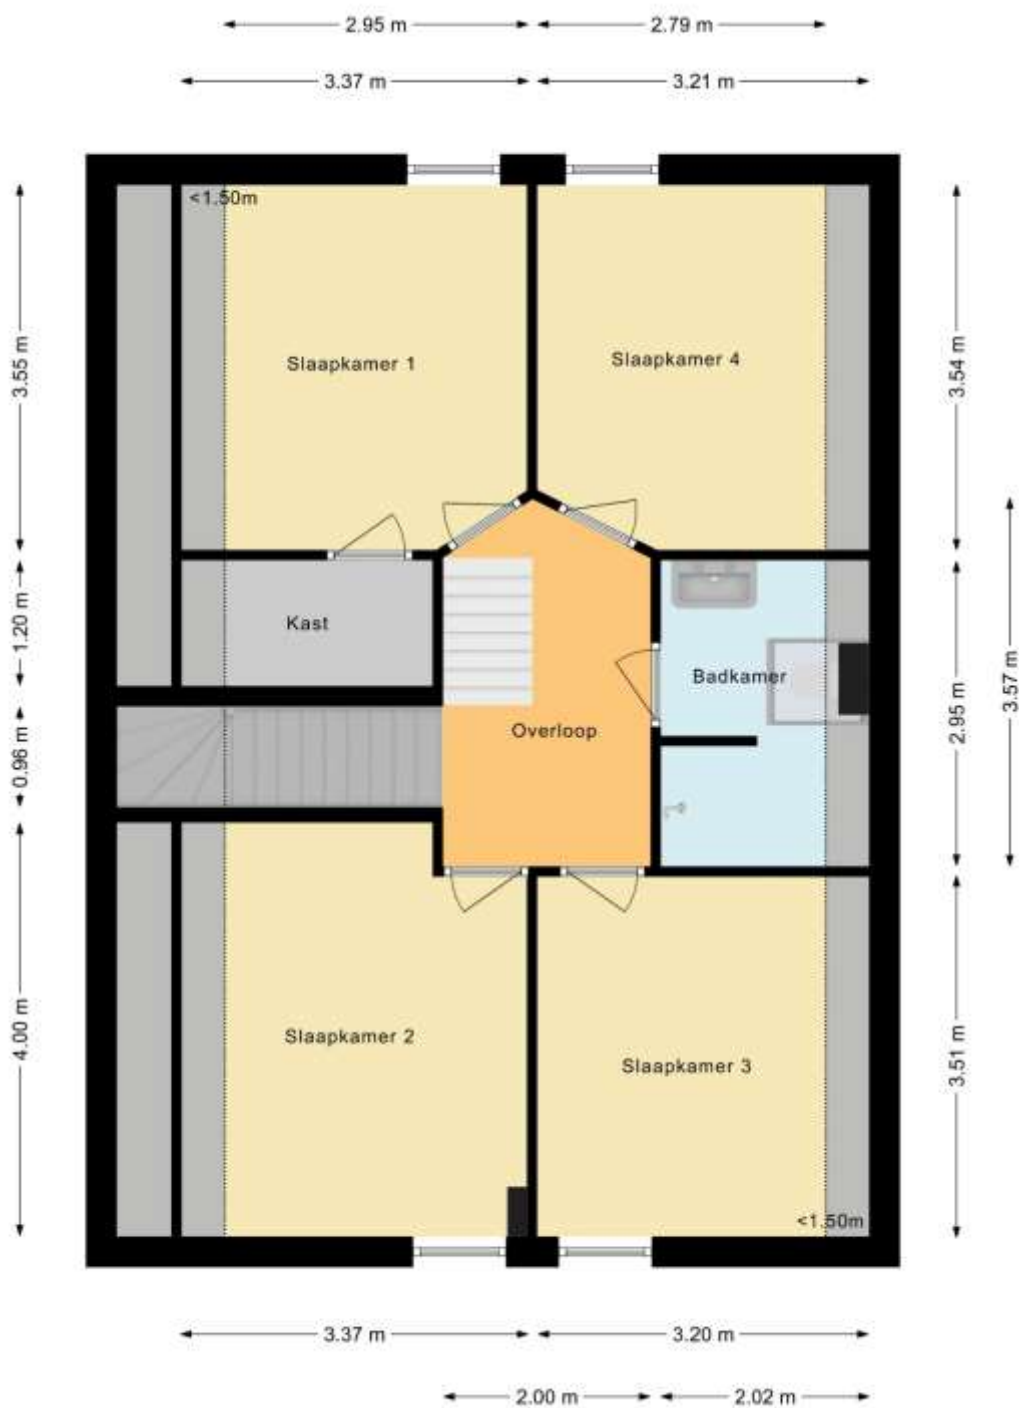 2.95 m
2.79 m
3.37 m
3.21 m
<1.50m
3.55 m
3.54 m
Slaapkamer 1
Slaapkamer 4
1.20 m
Kast
Badkamer
3.57 m
2.95 m
Overloop
0.96 m
4.00 m
Slaapkamer 2
Slaapkamer 3
3.51 m
<1.50m
3.37 m
3.20 m
2.00 m
2.02 m